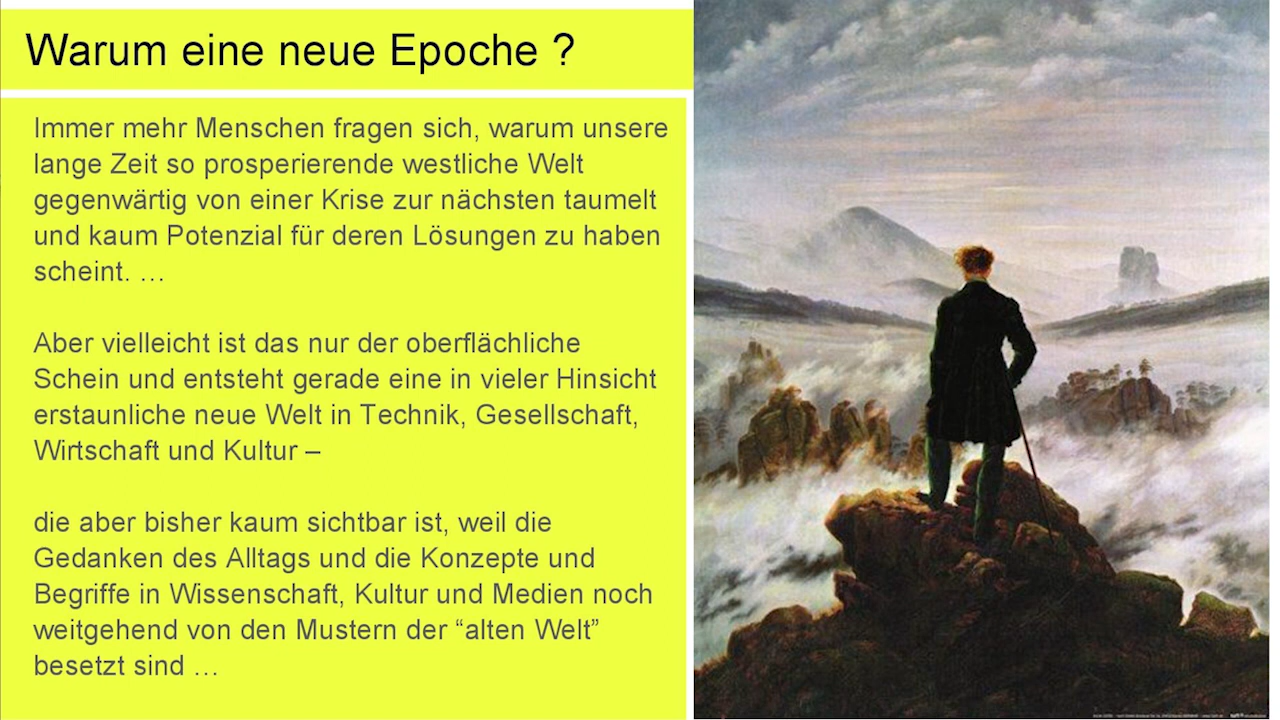 Warum eine neue Epoche ?
Immer mehr Menschen fragen sich, warum unsere
lange Zeit so prosperierende westliche Welt
gegenwärtig von einer Krise zur nächsten taumelt
und kaum Potenzial für deren Lösungen zu haben
scheint. …
Aber vielleicht ist das nur der oberflächliche
Schein und entsteht gerade eine in vieler Hinsicht
erstaunliche neue Welt in Technik, Gesellschaft,
Wirtschaft und Kultur –
die aber bisher kaum sichtbar ist, weil die
Gedanken des Alltags und die Konzepte und
Begriffe in Wissenschaft, Kultur und Medien noch
weitgehend von den Mustern der “alten Welt”
besetzt sind …